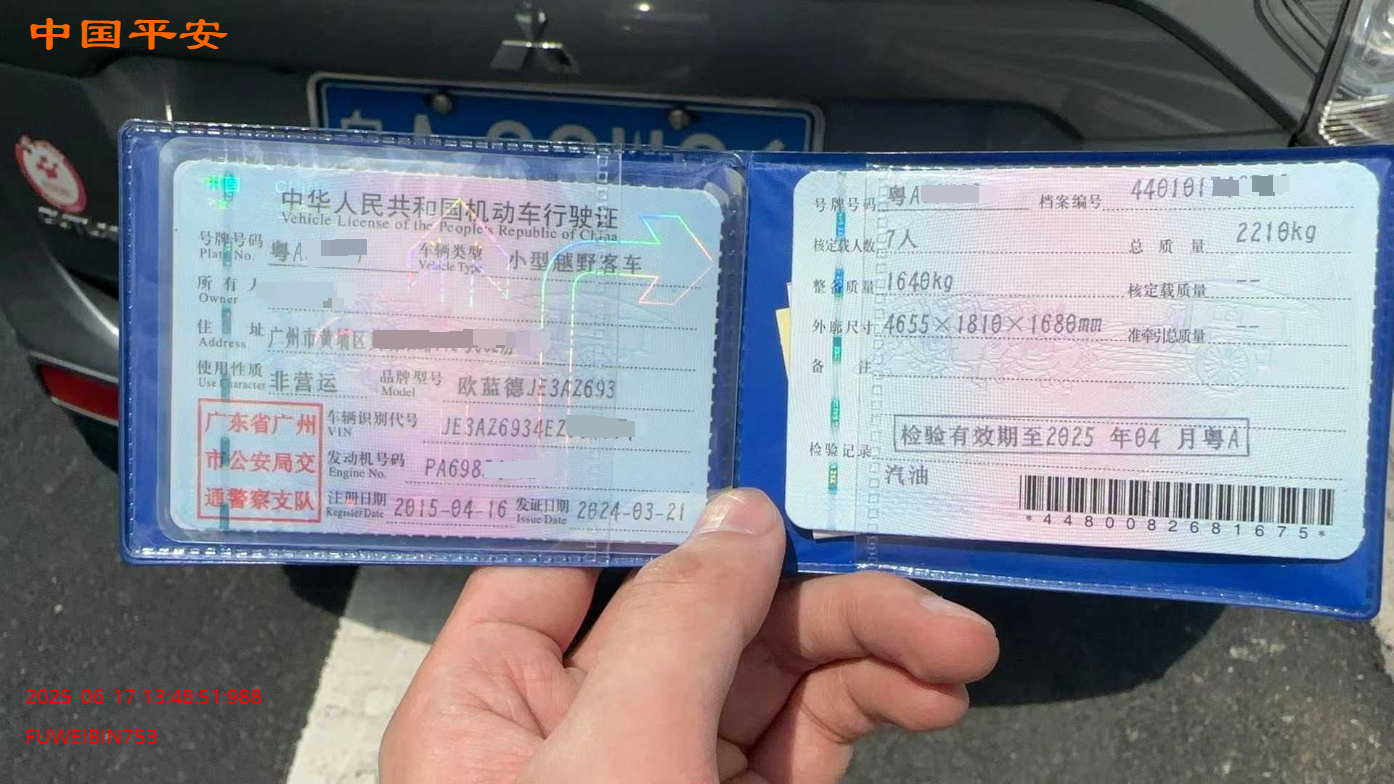 中国平安
中华人民共和国机动车行驶证
Vehicle License of the People's Republic of China
号牌号码 粤A 车辆类型 小型越野客车
Plate No. Vehicle Type
所有人
Owner
住址 广州市黄埔区
Address
使用性质 非营运 品牌型号 欧蓝德JE3AZ693
Use Character Model
广东省广州
市公安局交
通警察支队
车辆识别代号 JE3AZ6934EZ
VIN
发动机号码 PA698
Engine No.
注册日期 2015-04-16 发证日期 2024-03-21
Register Date Issue Date
号牌号码 粤A 档案编号 440101
核定载人数 7人 总质量 2210kg
整备质量 1640kg 核定载质量 --
外廓尺寸 4655×1810×1680mm 准牵引总质量 --
备注
检验有效期至2025年04月粤A
检验记录
汽油
*4480082681675*
2025 06 17 13:48:51:988
FUWEIBIN753